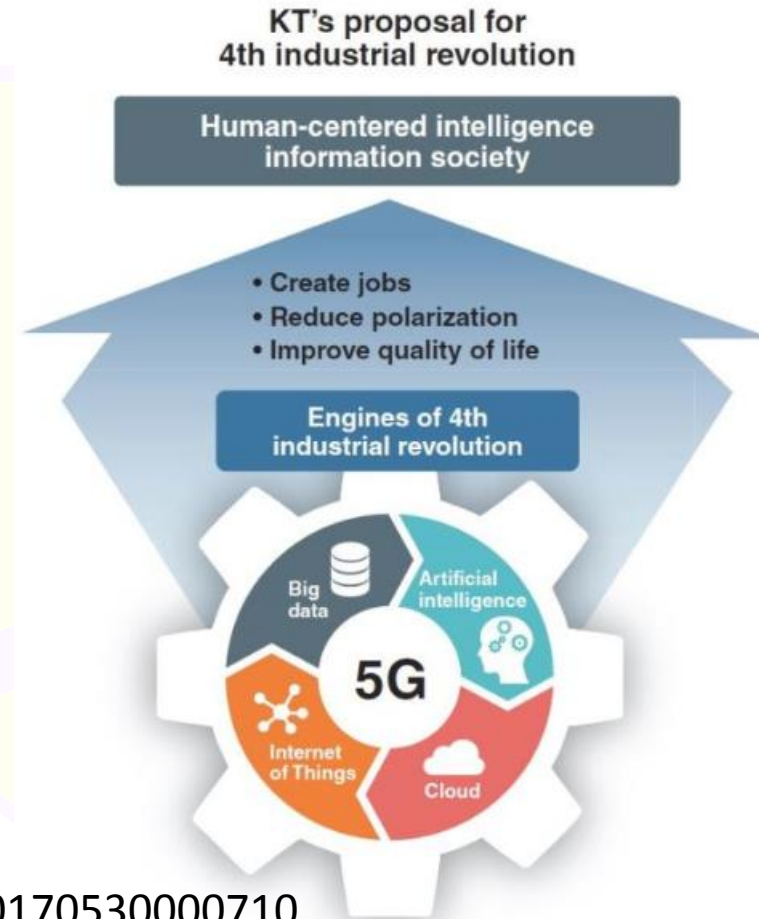 KT's proposal for
4th industrial revolution
Human-centered intelligence
information society
• Create jobs
• Reduce polarization
• Improve quality of life
Engines of 4th
industrial revolution
Big
data
Artificial
intelligence
5G
Internet
of Things
Cloud
0170530000710